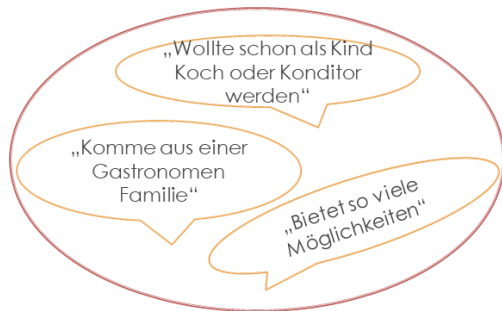 „Wollte schon als Kind
Koch oder Konditor
werden“
„Komme aus einer
Gastronomen
Familie“
„Bietet so viele
Möglichkeiten“